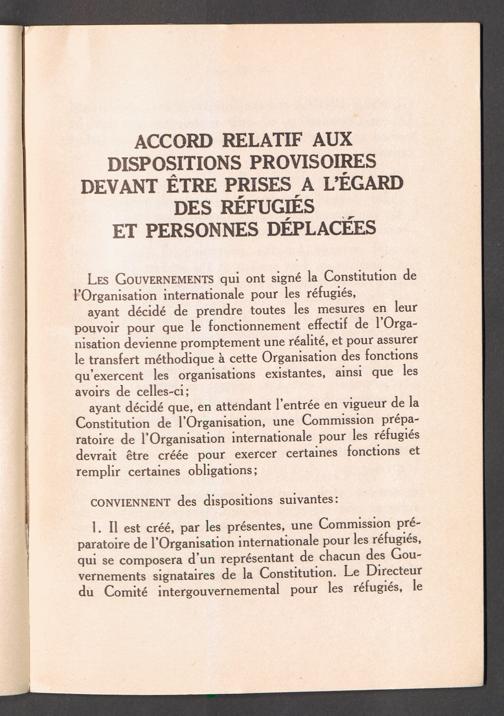 ACCORD RELATIF AUX
DISPOSITIONS PROVISOIRES
DEVANT ÊTRE PRISES A L'ÉGARD
DES RÉFUGIÉS
ET PERSONNES DÉPLACÉES
LES GOUVERNEMENTS qui ont signé la Constitution de
l'Organisation internationale pour les réfugiés,
ayant décidé de prendre toutes les mesures en leur
pouvoir pour que le fonctionnement effectif de l'Orga-
nisation devienne promptement une réalité, et pour assurer
le transfert méthodique à cette Organisation des fonctions
qu'exercent les organisations existantes, ainsi que les
avoirs de celles-ci;
ayant décidé que, en attendant l'entrée en vigueur de la
Constitution de l'Organisation, une Commission prépa-
ratoire de l'Organisation internationale pour les réfugiés
devrait être créée pour exercer certaines fonctions et
remplir certaines obligations;
CONVIENNENT des dispositions suivantes:
1. Il est créé, par les présentes, une Commission pré-
paratoire de l'Organisation internationale pour les réfugiés,
qui se composera d'un représentant de chacun des Gou-
vernements signataires de la Constitution. Le Directeur
du Comité intergouvernemental pour les réfugiés, le